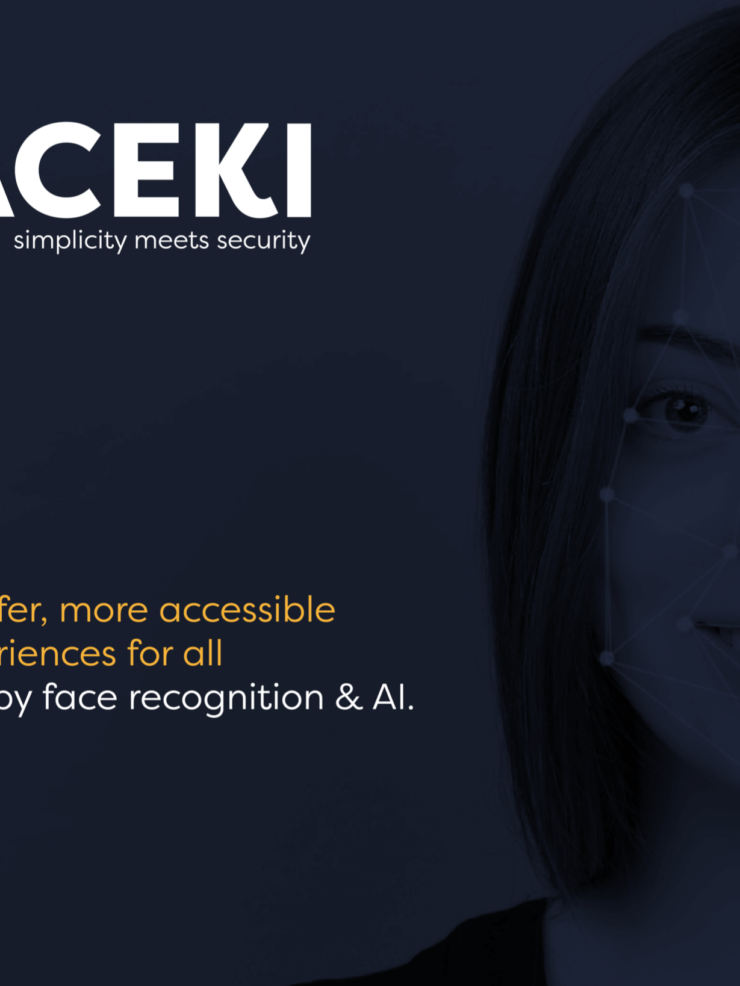 ACEKI
simplicity meets security
fer, more accessible
riences for all
by face recognition & AI.